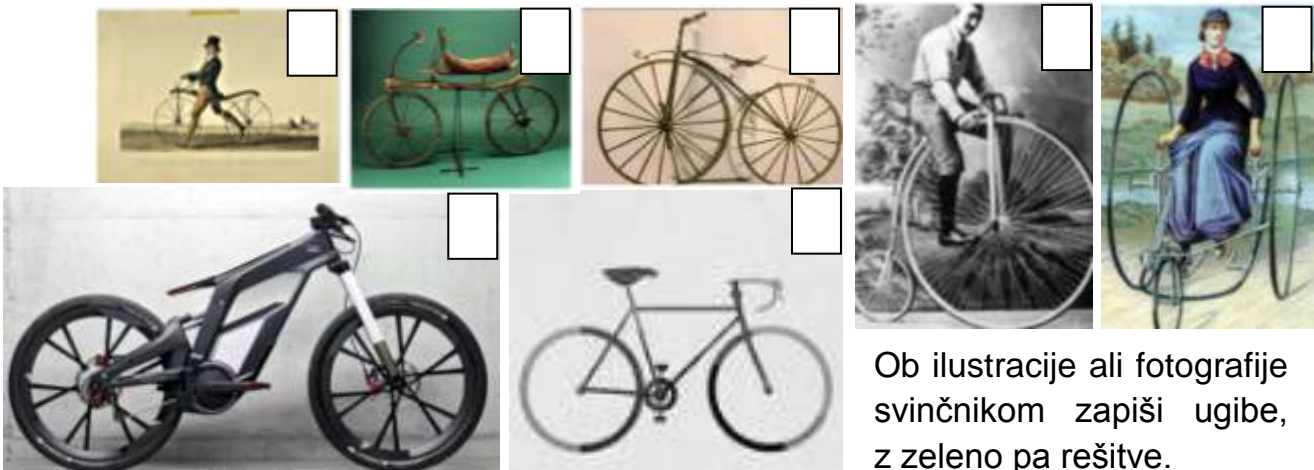 Ob ilustracije ali fotografije
svinčnikom zapiši ugibe,
z zeleno pa rešitve.